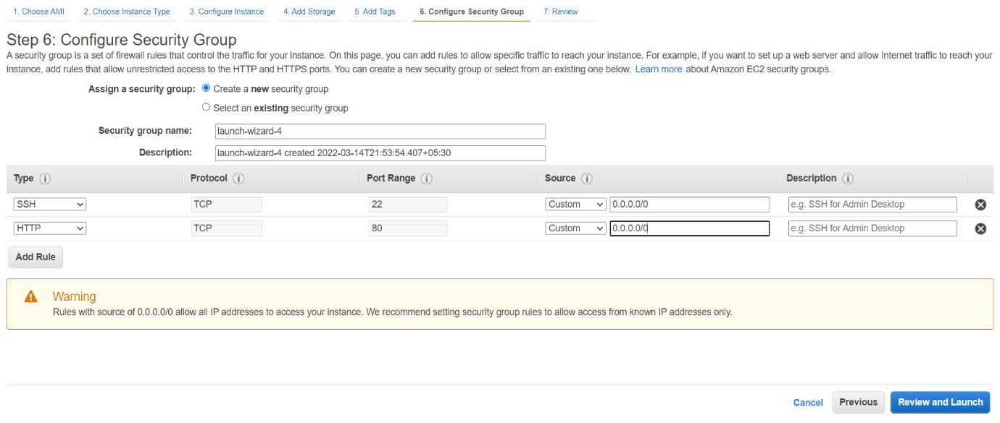 1. Choose AMI 2. Choose Instance Type 3. Configure Instance 4. Add Storage 5. Add Tags 6. Configure Security Group 7. Review
Step 6: Configure Security Group
A security group is a set of firewall rules that control the traffic for your instance. On this page, you can add rules to allow specific traffic to reach your instance. For example, if you want to set up a web server and allow Internet traffic to reach your
instance, add rules that allow unrestricted access to the HTTP and HTTPS ports. You can create a new security group or select from an existing one below. Learn more about Amazon EC2 security groups.
Assign a security group: Create a new security group
Select an existing security group
Security group name: launch-wizard-4
Description: launch-wizard-4 created 2022-03-14T21:53:54.407+05:30
Type i Protocol i Port Range i Source i Description i
SSH TCP 22 Custom 0.0.0.0/0 e.g. SSH for Admin Desktop
HTTP TCP 80 Custom 0.0.0.0/0 e.g. SSH for Admin Desktop
Add Rule
Warning
Rules with source of 0.0.0.0/0 allow all IP addresses to access your instance. We recommend setting security group rules to allow access from known IP addresses only.
Cancel Previous Review and Launch